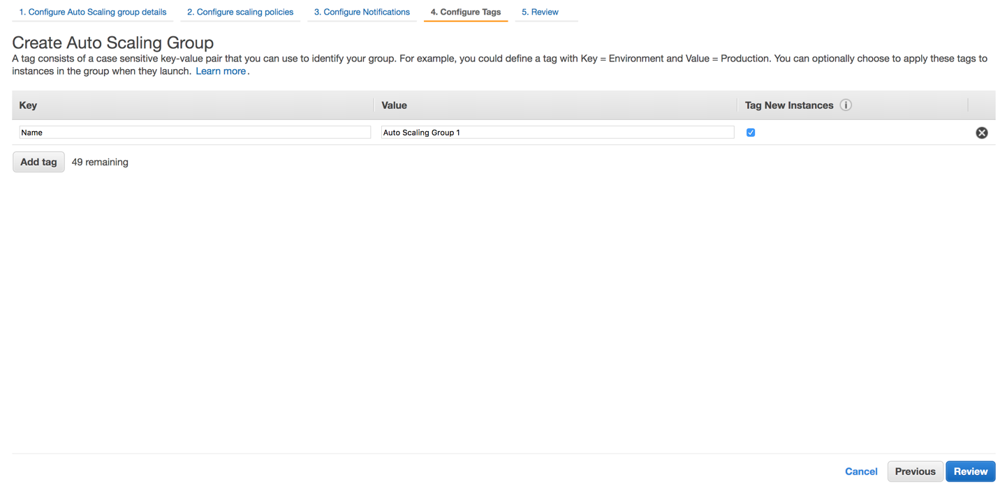 1. Configure Auto Scaling group details 2. Configure scaling policies 3. Configure Notifications 4. Configure Tags 5. Review
Create Auto Scaling Group
A tag consists of a case sensitive key-value pair that you can use to identify your group. For example, you could define a tag with Key = Environment and Value = Production. You can optionally choose to apply these tags to
instances in the group when they launch. Learn more.
Key Value Tag New Instances i
Name Auto Scaling Group 1
Add tag 49 remaining
Cancel Previous Review